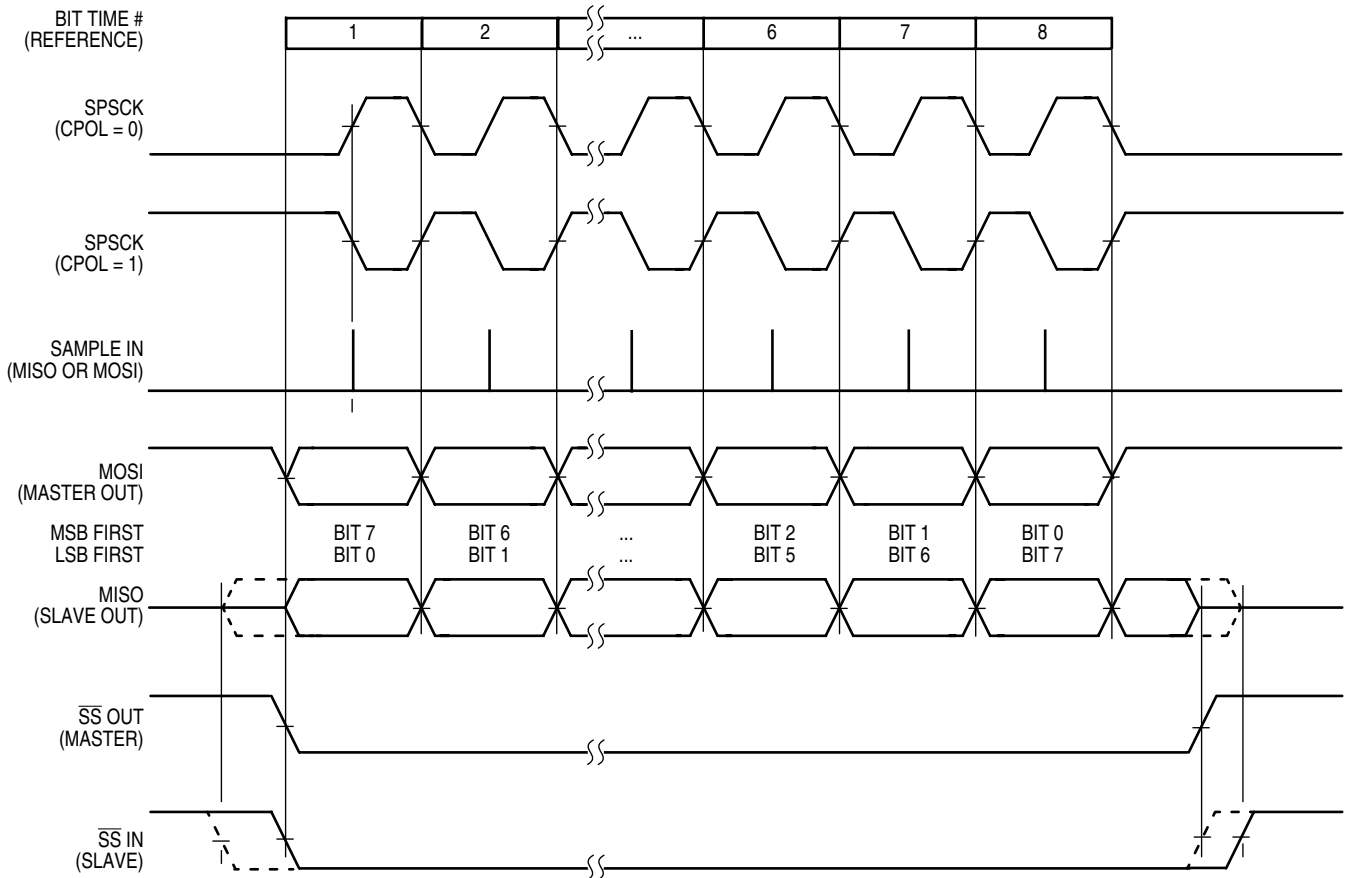 BIT TIME #
(REFERENCE)
1 2 ... 6 7 8
SPSCK
(CPOL = 0)
SPSCK
(CPOL = 1)
SAMPLE IN
(MISO OR MOSI)
MOSI
(MASTER OUT)
MSB FIRST BIT 7 BIT 6 ... BIT 2 BIT 1 BIT 0
LSB FIRST BIT 0 BIT 1 ... BIT 5 BIT 6 BIT 7
MISO
(SLAVE OUT)
S̅S̅ OUT
(MASTER)
S̅S̅ IN
(SLAVE)